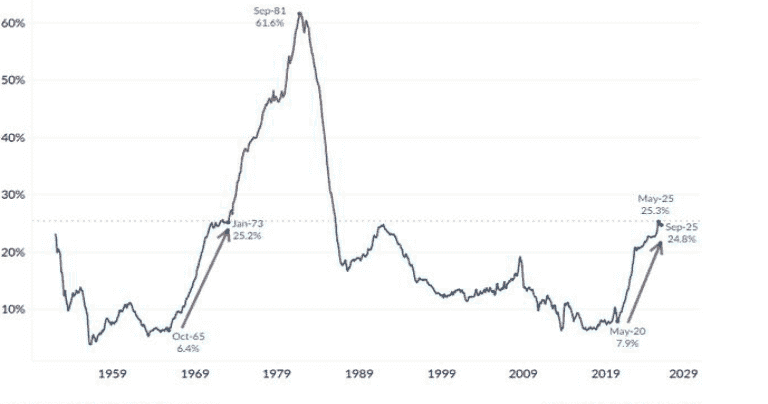 60%
Sep-81
61.6%
50%
40%
30%
May-25
25.3%
Jan-73
25.2%
Sep-25
24.8%
20%
10%
Oct-65
6.4%
May-20
7.9%
1959 1969 1979 1989 1999 2009 2019 2029